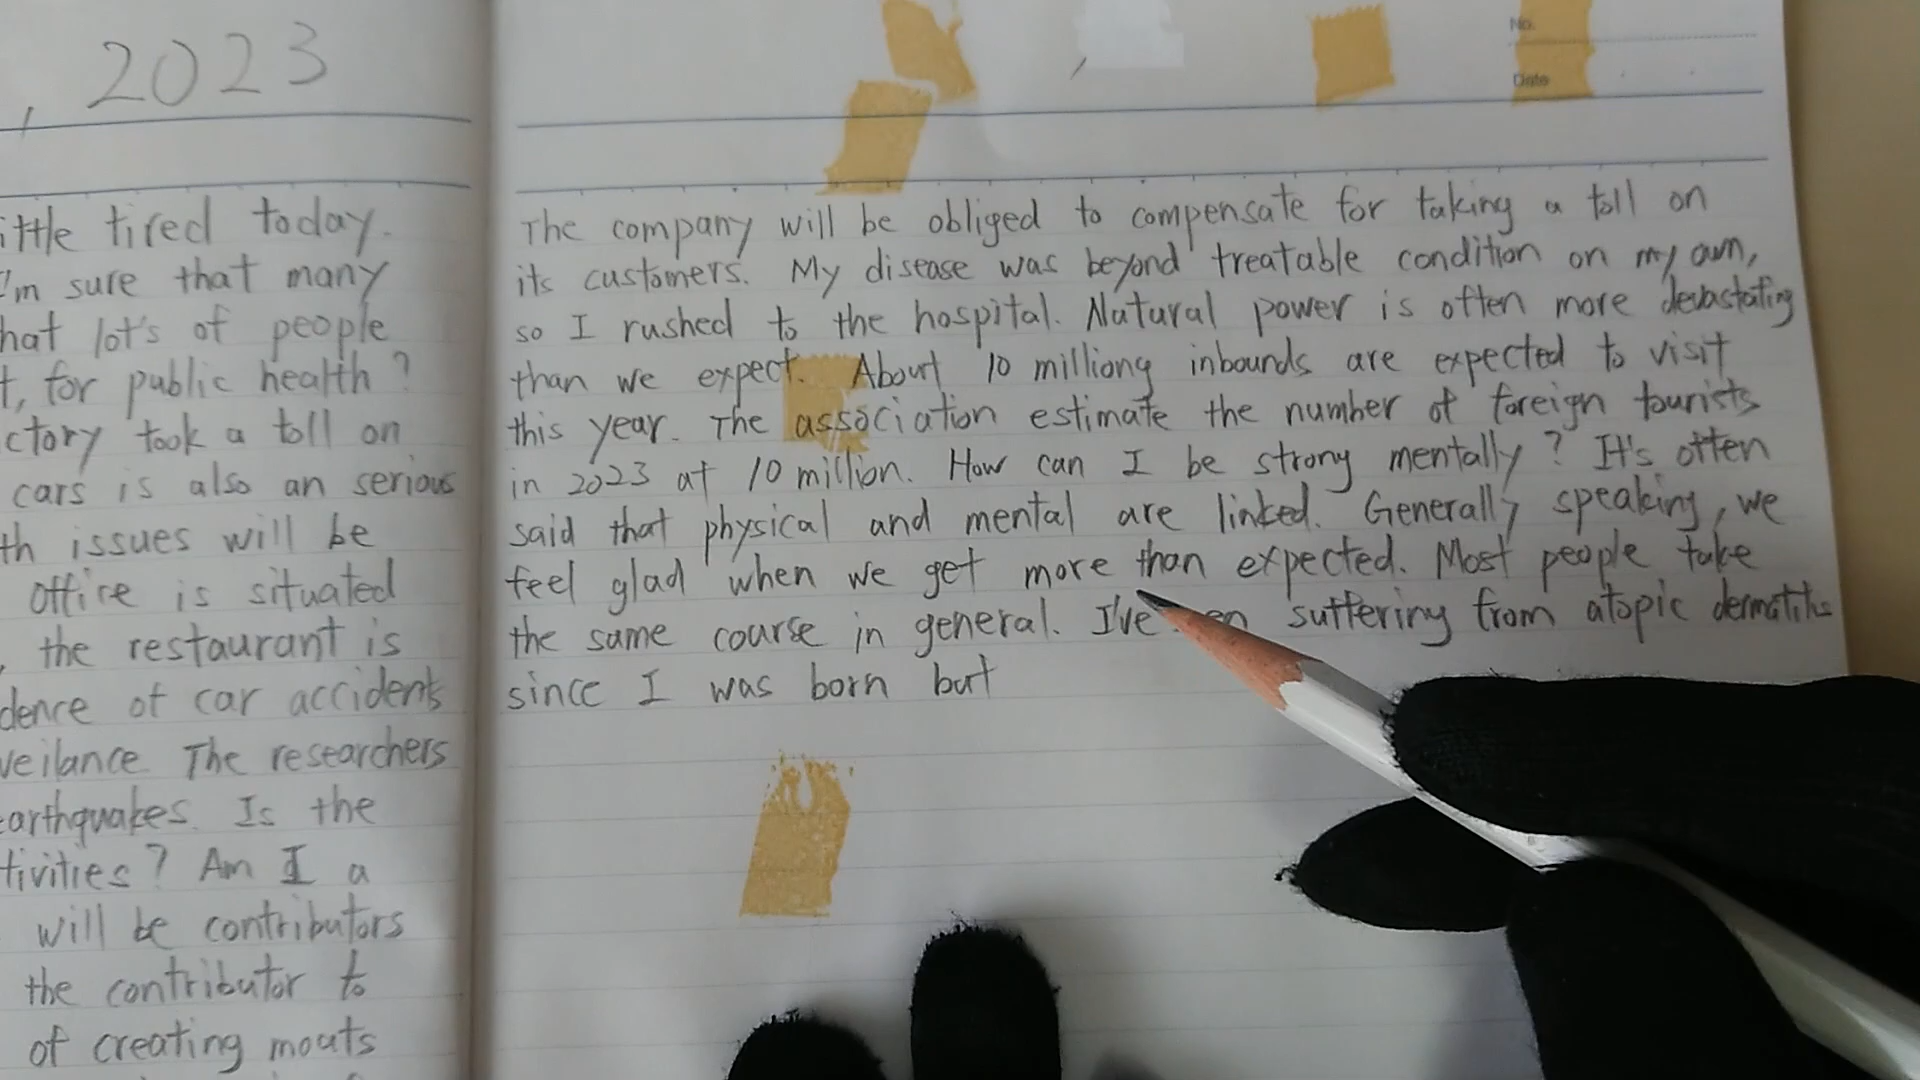 , 2023
ittle tired today.
I'm sure that many
hat lot's of people
t, for public health?
ctory took a toll on
cars is also an serious
th issues will be
office is situated
, the restaurant is
dence of car accidents
veilance. The researchers
earthquakes. Is the
tivities? Am I a
will be contributors
the contributor to
of creating mouts
No.
Date
The company will be obliged to compensate for taking a toll on
its customers. My disease was beyond treatable condition on my own,
so I rushed to the hospital. Natural power is often more devastating
than we expect. About 10 milliong inbounds are expected to visit
this year. The association estimate the number of foreign tourists
in 2023 at 10 million. How can I be strong mentally? It's often
said that physical and mental are linked. Generally speaking, we
feel glad when we get more than expected. Most people take
the same course in general. I've en suffering from atopic dermatitis
since I was born but